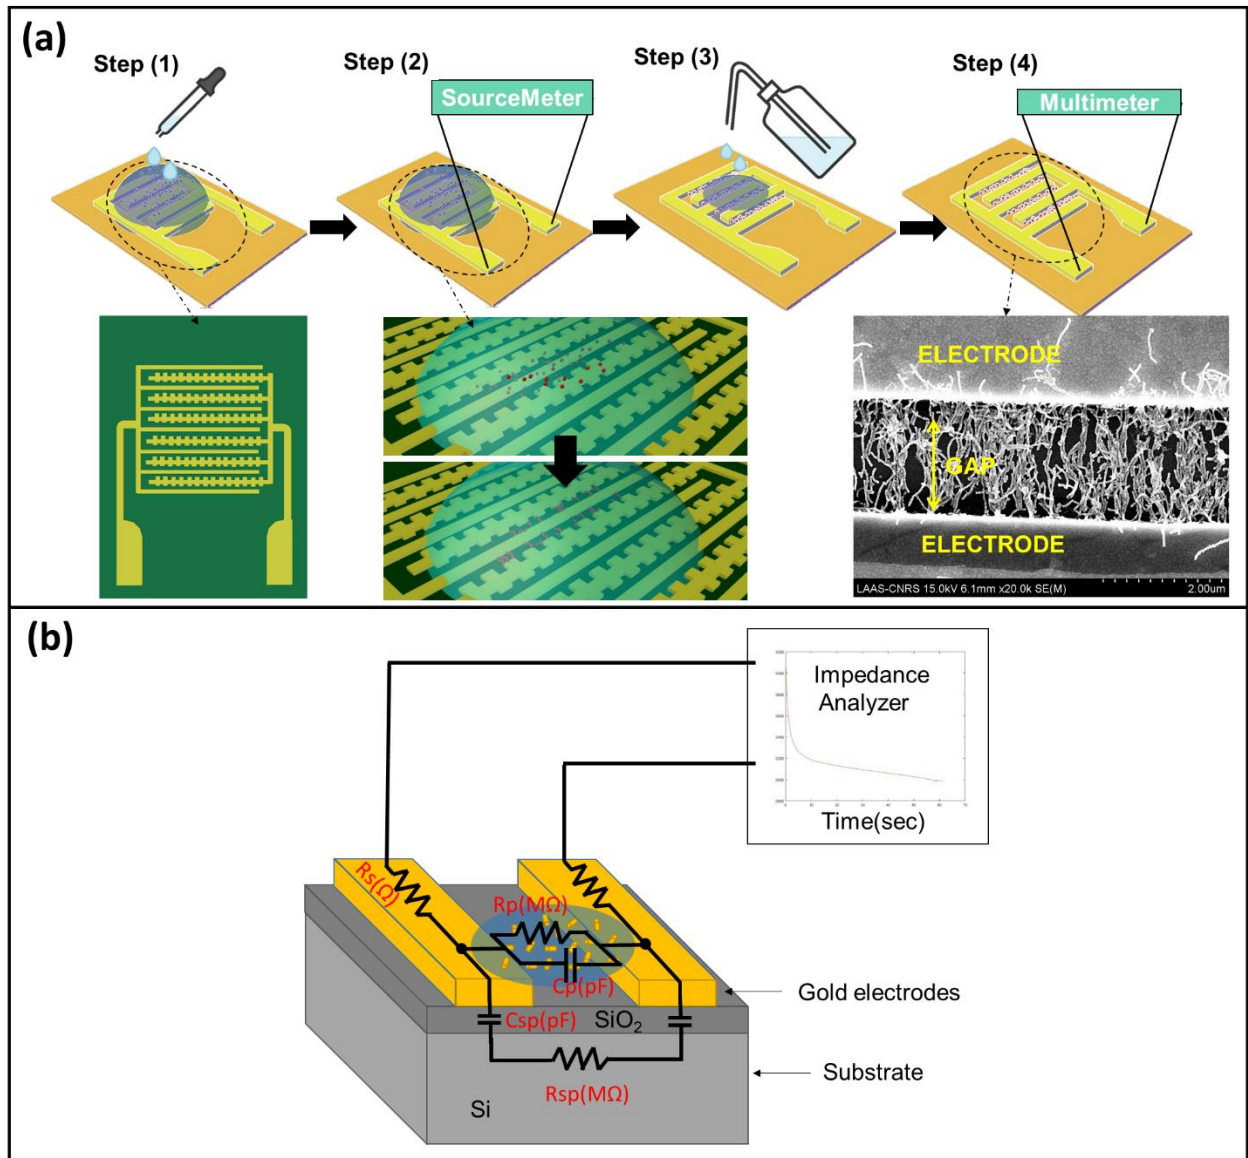 (a)
Step (1)
Step (2)
Step (3)
Step (4)
SourceMeter
Multimeter
ELECTRODE
GAP
ELECTRODE
LAAS-CNRS 15.0kV 6.1mm x20.0k SE(M)
2.00um
(b)
Impedance
Analyzer
Time(sec)
Rs(Ω)
Rp(MΩ)
Cp(pF)
Csp(pF)
SiO₂
Rsp(MΩ)
Si
Gold electrodes
Substrate